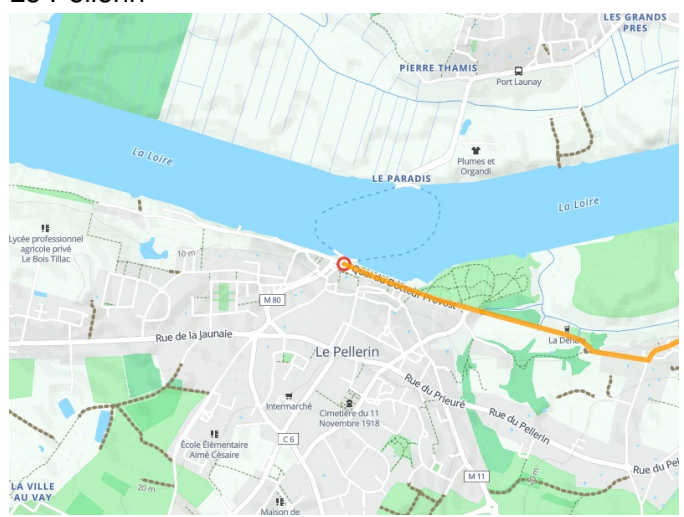 Le Pellerin
LES GRANDS
PRES
PIERRE THAMIS
Port Launay
La Loire
Plumes et
Organdi
LE PARADIS
La Loire
Lycée professionnel
agricole privé
Le Bois Tillac
10 m
Quai du Docteur Provost
M 80
Rue de la Jaunaie
La Dénale
Le Pellerin
Rue du Prieuré
Intermarché
Cimetière du 11
Novembre 1918
Rue du Pellerin
C 6
École Élémentaire
Aimé Césaire
Rue du Pel
M 11
20 m
LA VILLE
AU VAY
Maison de